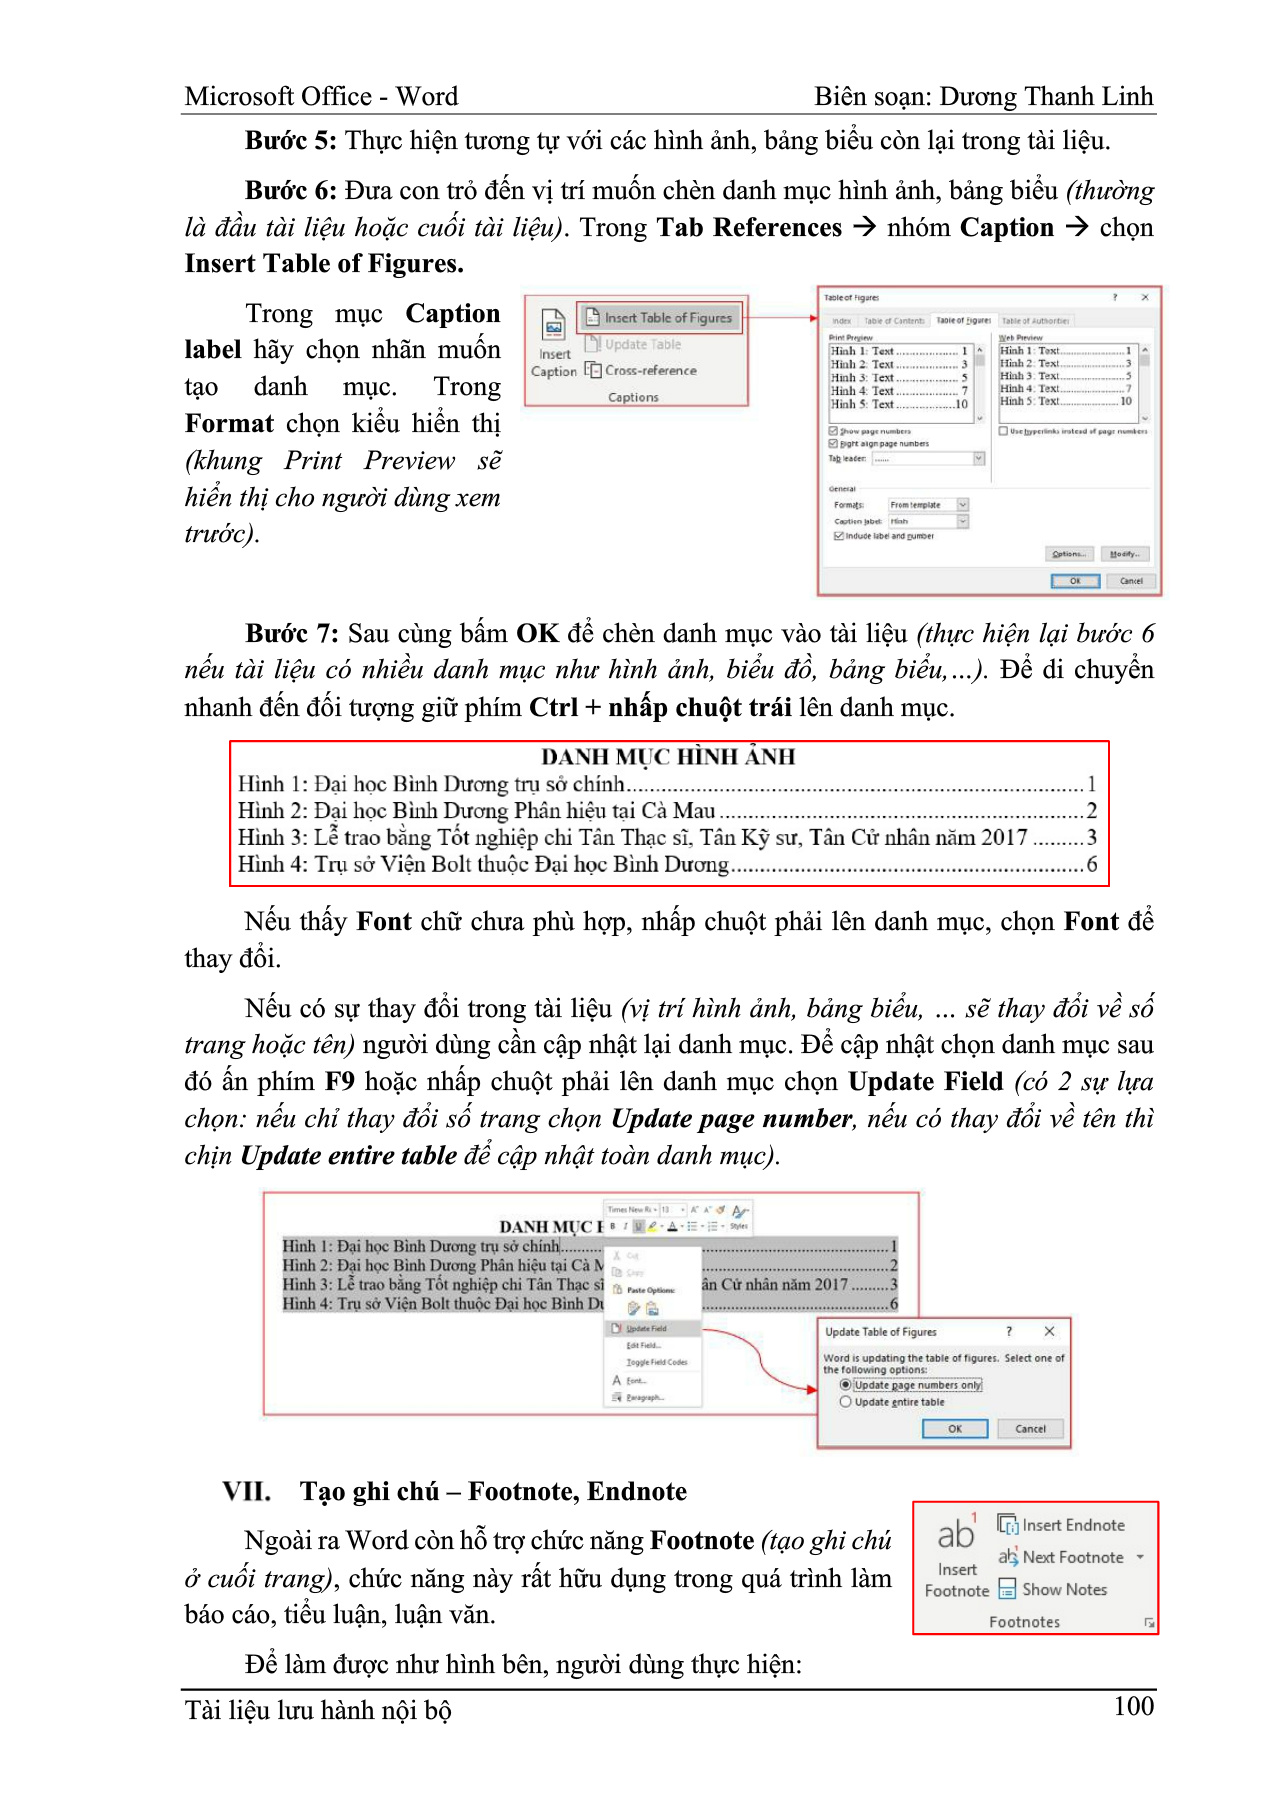 Microsoft Office - Word
Biên soạn: Dương Thanh Linh
Bước 5: Thực hiện tương tự với các hình ảnh, bảng biểu còn lại trong tài liệu.
Bước 6: Đưa con trỏ đến vị trí muốn chèn danh mục hình ảnh, bảng biểu (thường
là đầu tài liệu hoặc cuối tài liệu). Trong Tab References → nhóm Caption → chọn
Insert Table of Figures.
Trong mục Caption
label hãy chọn nhãn muốn
tạo danh mục. Trong
Format chọn kiểu hiển thị
(khung Print Preview sẽ
hiển thị cho người dùng xem
trước).
Insert
Caption
Insert Table of Figures
Update Table
Cross-reference
Captions
Table of Figures
? X
Index Table of Contents Table of Figures Table of Authorities
Print Preview
Hình 1: Text.................... 1
Hình 2: Text.................... 3
Hình 3: Text.................... 5
Hình 4: Text.................... 7
Hình 5: Text...................10
Web Preview
Hình 1: Text....................1
Hình 2: Text....................3
Hình 3: Text....................5
Hình 4: Text....................7
Hình 5: Text....................10
Show page numbers
Right align page numbers
Tab leader: ......
Use hyperlinks instead of page numbers
General
Formats: From template
Caption label: Hình
Include label and number
Options... Modify...
OK Cancel
Bước 7: Sau cùng bấm OK để chèn danh mục vào tài liệu (thực hiện lại bước 6
nếu tài liệu có nhiều danh mục như hình ảnh, biểu đồ, bảng biểu,…). Để di chuyển
nhanh đến đối tượng giữ phím Ctrl + nhấp chuột trái lên danh mục.
DANH MỤC HÌNH ẢNH
Hình 1: Đại học Bình Dương trụ sở chính....................1
Hình 2: Đại học Bình Dương Phân hiệu tại Cà Mau....................2
Hình 3: Lễ trao bằng Tốt nghiệp chi Tân Thạc sĩ, Tân Kỹ sư, Tân Cử nhân năm 2017.........3
Hình 4: Trụ sở Viện Bolt thuộc Đại học Bình Dương....................6
Nếu thấy Font chữ chưa phù hợp, nhấp chuột phải lên danh mục, chọn Font để
thay đổi.
Nếu có sự thay đổi trong tài liệu (vị trí hình ảnh, bảng biểu, … sẽ thay đổi về số
trang hoặc tên) người dùng cần cập nhật lại danh mục. Để cập nhật chọn danh mục sau
đó ấn phím F9 hoặc nhấp chuột phải lên danh mục chọn Update Field (có 2 sự lựa
chọn: nếu chỉ thay đổi số trang chọn Update page number, nếu có thay đổi về tên thì
chịn Update entire table để cập nhật toàn danh mục).
Times New R 13 A A
B I U A Styles
DANH MỤC H
Hình 1: Đại học Bình Dương trụ sở chính....................1
Hình 2: Đại học Bình Dương Phân hiệu tại Cà M....................2
Hình 3: Lễ trao bằng Tốt nghiệp chi Tân Thạc sĩ ân Cử nhân năm 2017.........3
Hình 4: Trụ sở Viện Bolt thuộc Đại học Bình Dư....................6
Cut
Copy
Paste Options:
Update Field
Edit Field...
Toggle Field Codes
Font...
Paragraph...
Update Table of Figures
? X
Word is updating the table of figures. Select one of
the following options:
Update page numbers only
Update entire table
OK Cancel
VII. Tạo ghi chú – Footnote, Endnote
Ngoài ra Word còn hỗ trợ chức năng Footnote (tạo ghi chú
ở cuối trang), chức năng này rất hữu dụng trong quá trình làm
báo cáo, tiểu luận, luận văn.
ab1
Insert
Footnote
Insert Endnote
Next Footnote
Show Notes
Footnotes
Để làm được như hình bên, người dùng thực hiện:
Tài liệu lưu hành nội bộ
100